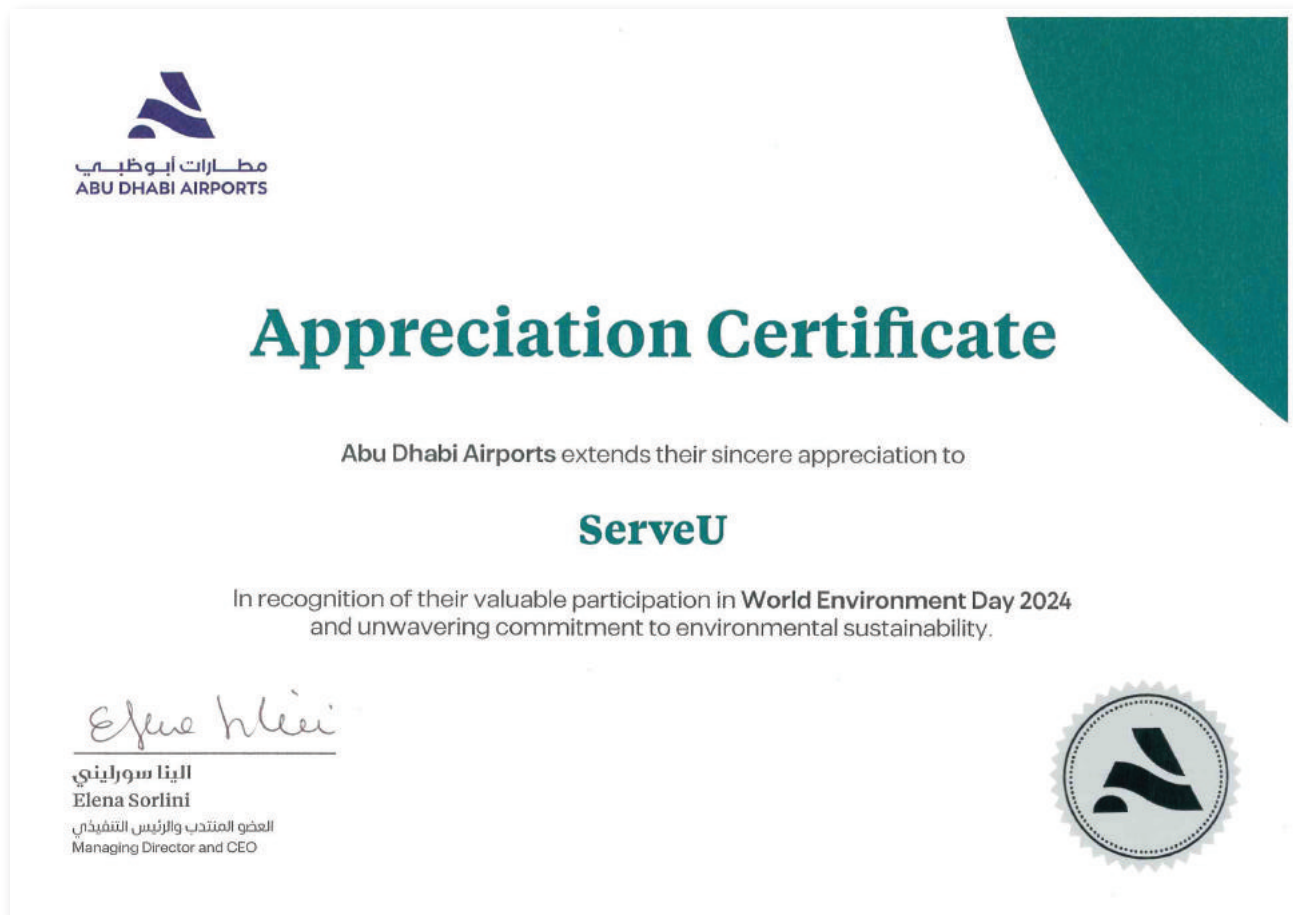 مطارات أبوظبي
ABU DHABI AIRPORTS
Appreciation Certificate
Abu Dhabi Airports extends their sincere appreciation to
ServeU
In recognition of their valuable participation in World Environment Day 2024
and unwavering commitment to environmental sustainability.
الينا سورليني
Elena Sorlini
العضو المنتدب والرئيس التنفيذي
Managing Director and CEO